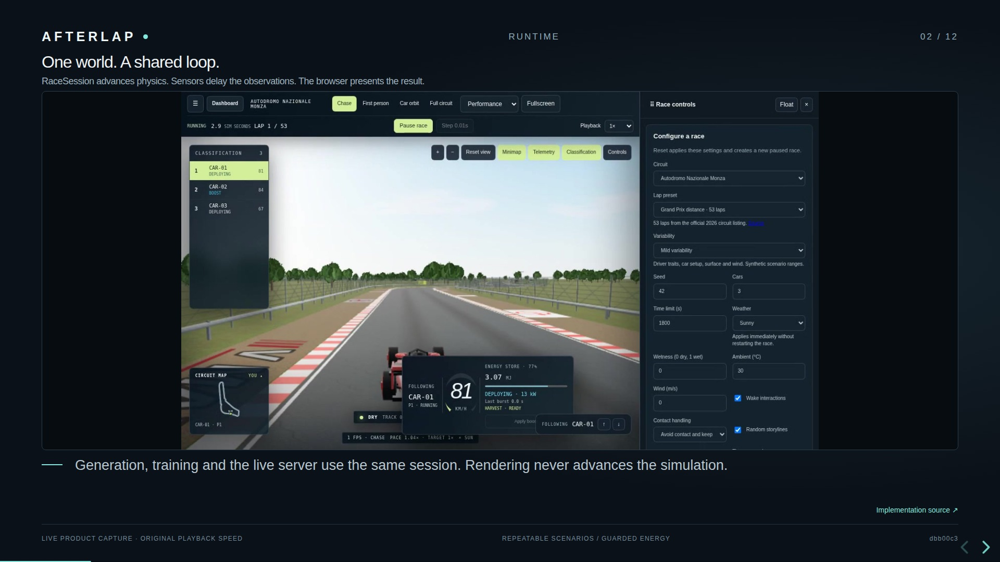 AFTERLAP
RUNTIME
02 / 12
One world. A shared loop.
RaceSession advances physics. Sensors delay the observations. The browser presents the result.
☰ Dashboard AUTODROMO NAZIONALE MONZA Chase First person Car orbit Full circuit Performance Fullscreen
RUNNING 2.9 SIM SECONDS LAP 1 / 53 Pause race Step 0.01s Playback 1×
+ − Reset view Minimap Telemetry Classification Controls
CLASSIFICATION 3
1 CAR-01 81
DEPLOYING
2 CAR-02 84
BOOST
3 CAR-03 67
DEPLOYING
CIRCUIT MAP YOU ▲
CAR-01 · P1
DRY TRACK
FOLLOWING
CAR-01
P1 · RUNNING
81
KM/H
ENERGY STORE · 77%
3.07 MJ
DEPLOYING · 13 kW
Last burst 0.0 s
HARVEST · READY
Apply
FOLLOWING CAR-01 ↑ ↓
1 FPS · CHASE PACE 1.04× · TARGET 1× ☀ SUN
Race controls Float ×
Configure a race
Reset applies these settings and creates a new paused race.
Circuit
Autodromo Nazionale Monza
Lap preset
Grand Prix distance · 53 laps
53 laps from the official 2026 circuit listing.
Variability
Mild variability
Driver traits, car setup, surface and wind. Synthetic scenario ranges.
Seed Cars
42 3
Time limit (s) Weather
1800 Sunny
Applies immediately without
restarting the race.
Wetness (0 dry, 1 wet) Ambient (°C)
0 30
Wind (m/s)
0 Wake interactions
Contact handling
Avoid contact and keep Random storylines
Generation, training and the live server use the same session. Rendering never advances the simulation.
Implementation source ↗
LIVE PRODUCT CAPTURE · ORIGINAL PLAYBACK SPEED
REPEATABLE SCENARIOS / GUARDED ENERGY
dbb00c3